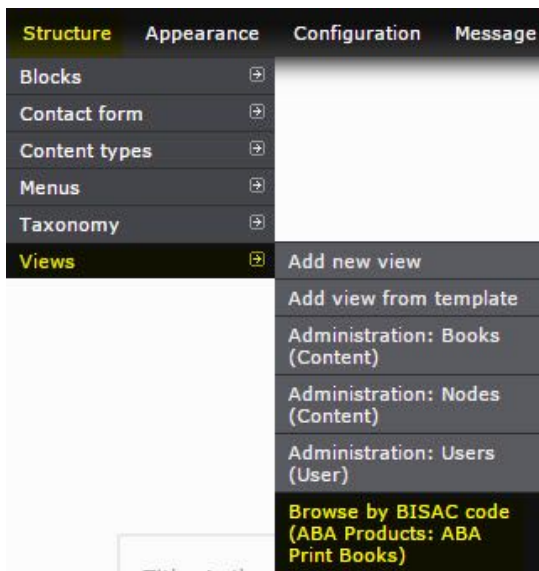 Structure Appearance Configuration Message
Blocks
Contact form
Content types
Menus
Taxonomy
Views
Add new view
Add view from template
Administration: Books
(Content)
Administration: Nodes
(Content)
Administration: Users
(User)
Browse by BISAC code
(ABA Products: ABA
Print Books)